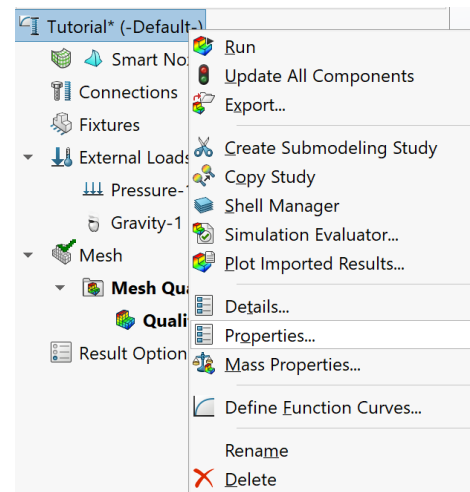 Tutorial* (-Default-)
Smart No
Connections
Fixtures
External Loads
Pressure-
Gravity-1
Mesh
Mesh Qu
Quali
Result Option
Run
Update All Components
Export...
Create Submodeling Study
Copy Study
Shell Manager
Simulation Evaluator...
Plot Imported Results...
Details...
Properties...
Mass Properties...
Define Function Curves...
Rename
Delete